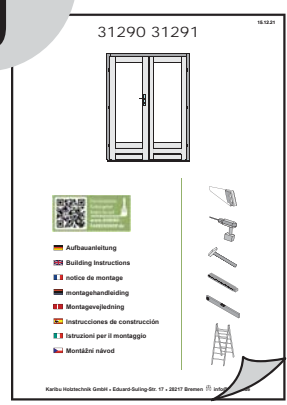 15.12.21
31290 31291
Aufbauanleitung
Building Instructions
notice de montage
montagehandleiding
Montagevejledning
Instrucciones de construcción
Istruzioni per il montaggio
Montážní návod
Karibu Holztechnik GmbH • Eduard-Suling-Str. 17 • 28217 Bremen